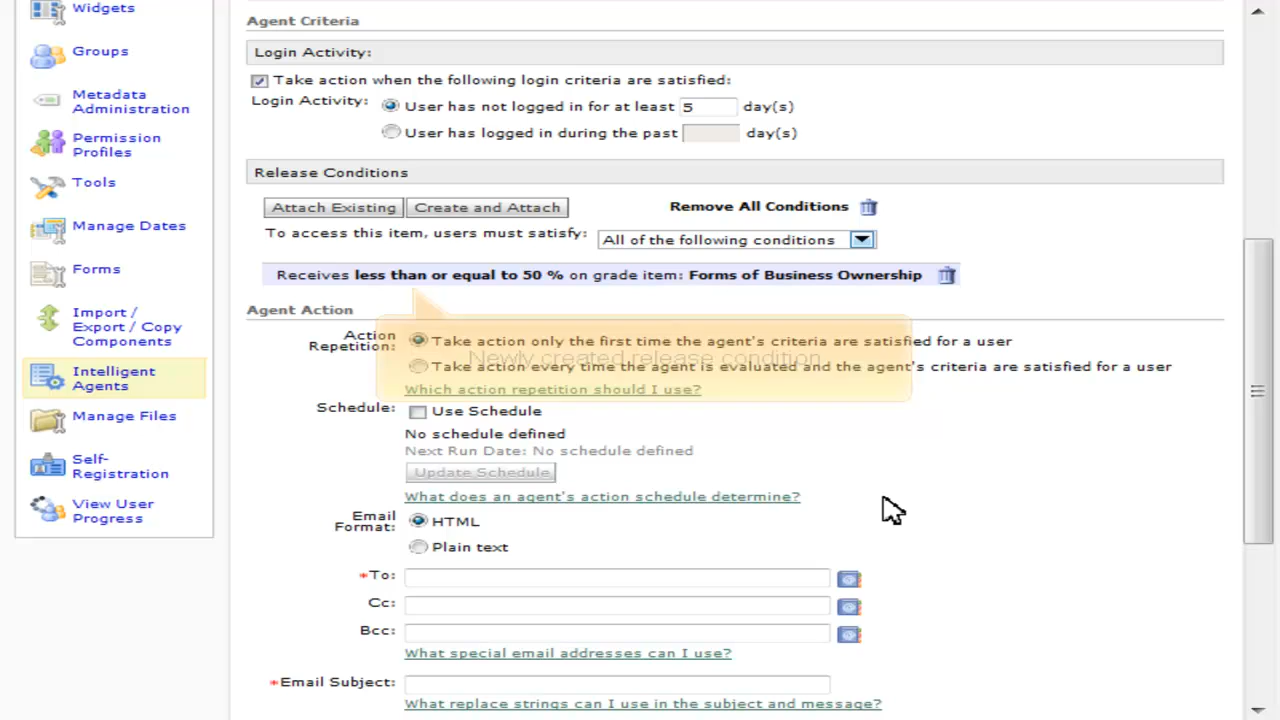 Widgets
Groups
Metadata
Administration
Permission
Profiles
Tools
Manage Dates
Forms
Import /
Export / Copy
Components
Intelligent
Agents
Manage Files
Self-
Registration
View User
Progress
Agent Criteria
Login Activity:
Take action when the following login criteria are satisfied:
Login Activity: User has not logged in for at least 5 day(s)
User has logged in during the past day(s)
Release Conditions
Attach Existing Create and Attach Remove All Conditions
To access this item, users must satisfy: All of the following conditions
Receives less than or equal to 50 % on grade item: Forms of Business Ownership
Agent Action
Action
Repetition: Take action only the first time the agent's criteria are satisfied for a user
Newly created release condition
Take action every time the agent is evaluated and the agent's criteria are satisfied for a user
Which action repetition should I use?
Schedule: Use Schedule
No schedule defined
Next Run Date: No schedule defined
Update Schedule
What does an agent's action schedule determine?
Email
Format: HTML
Plain text
*To:
Cc:
Bcc:
What special email addresses can I use?
*Email Subject:
What replace strings can I use in the subject and message?